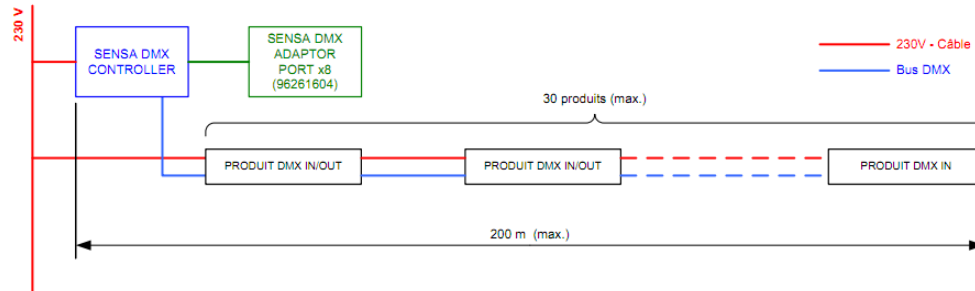 230 V
SENSA DMX
CONTROLLER
SENSA DMX
ADAPTOR
PORT x8
(96261604)
230V - Câble
Bus DMX
30 produits (max.)
PRODUIT DMX IN/OUT
PRODUIT DMX IN/OUT
PRODUIT DMX IN
200 m (max.)